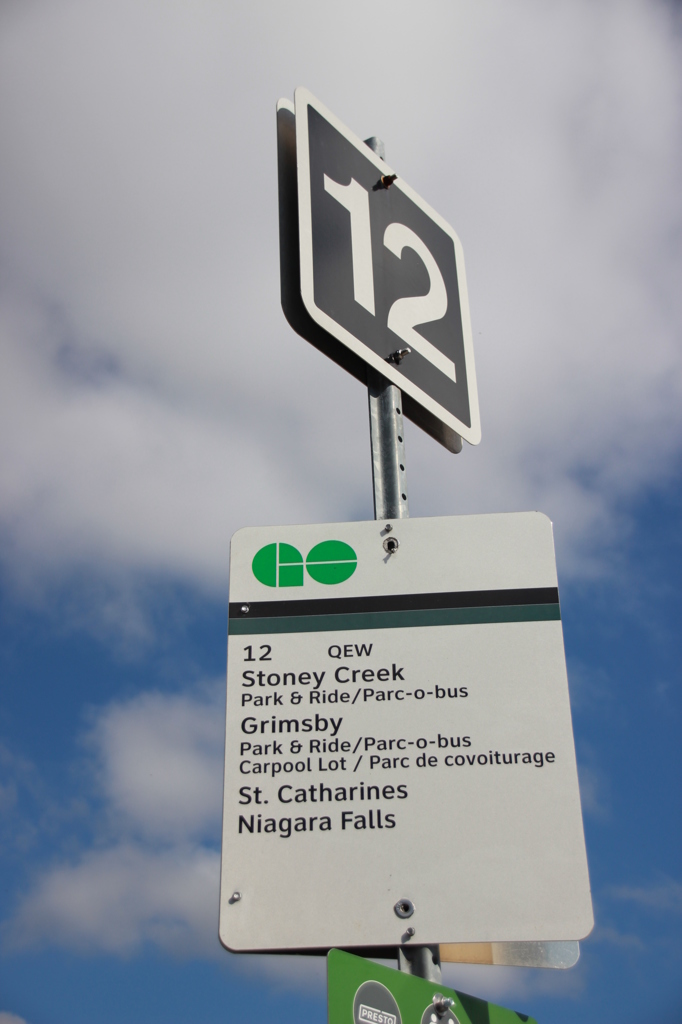 12
GO
12 QEW
Stoney Creek
Park & Ride/Parc-o-bus
Grimsby
Park & Ride/Parc-o-bus
Carpool Lot / Parc de covoiturage
St. Catharines
Niagara Falls
PRESTO